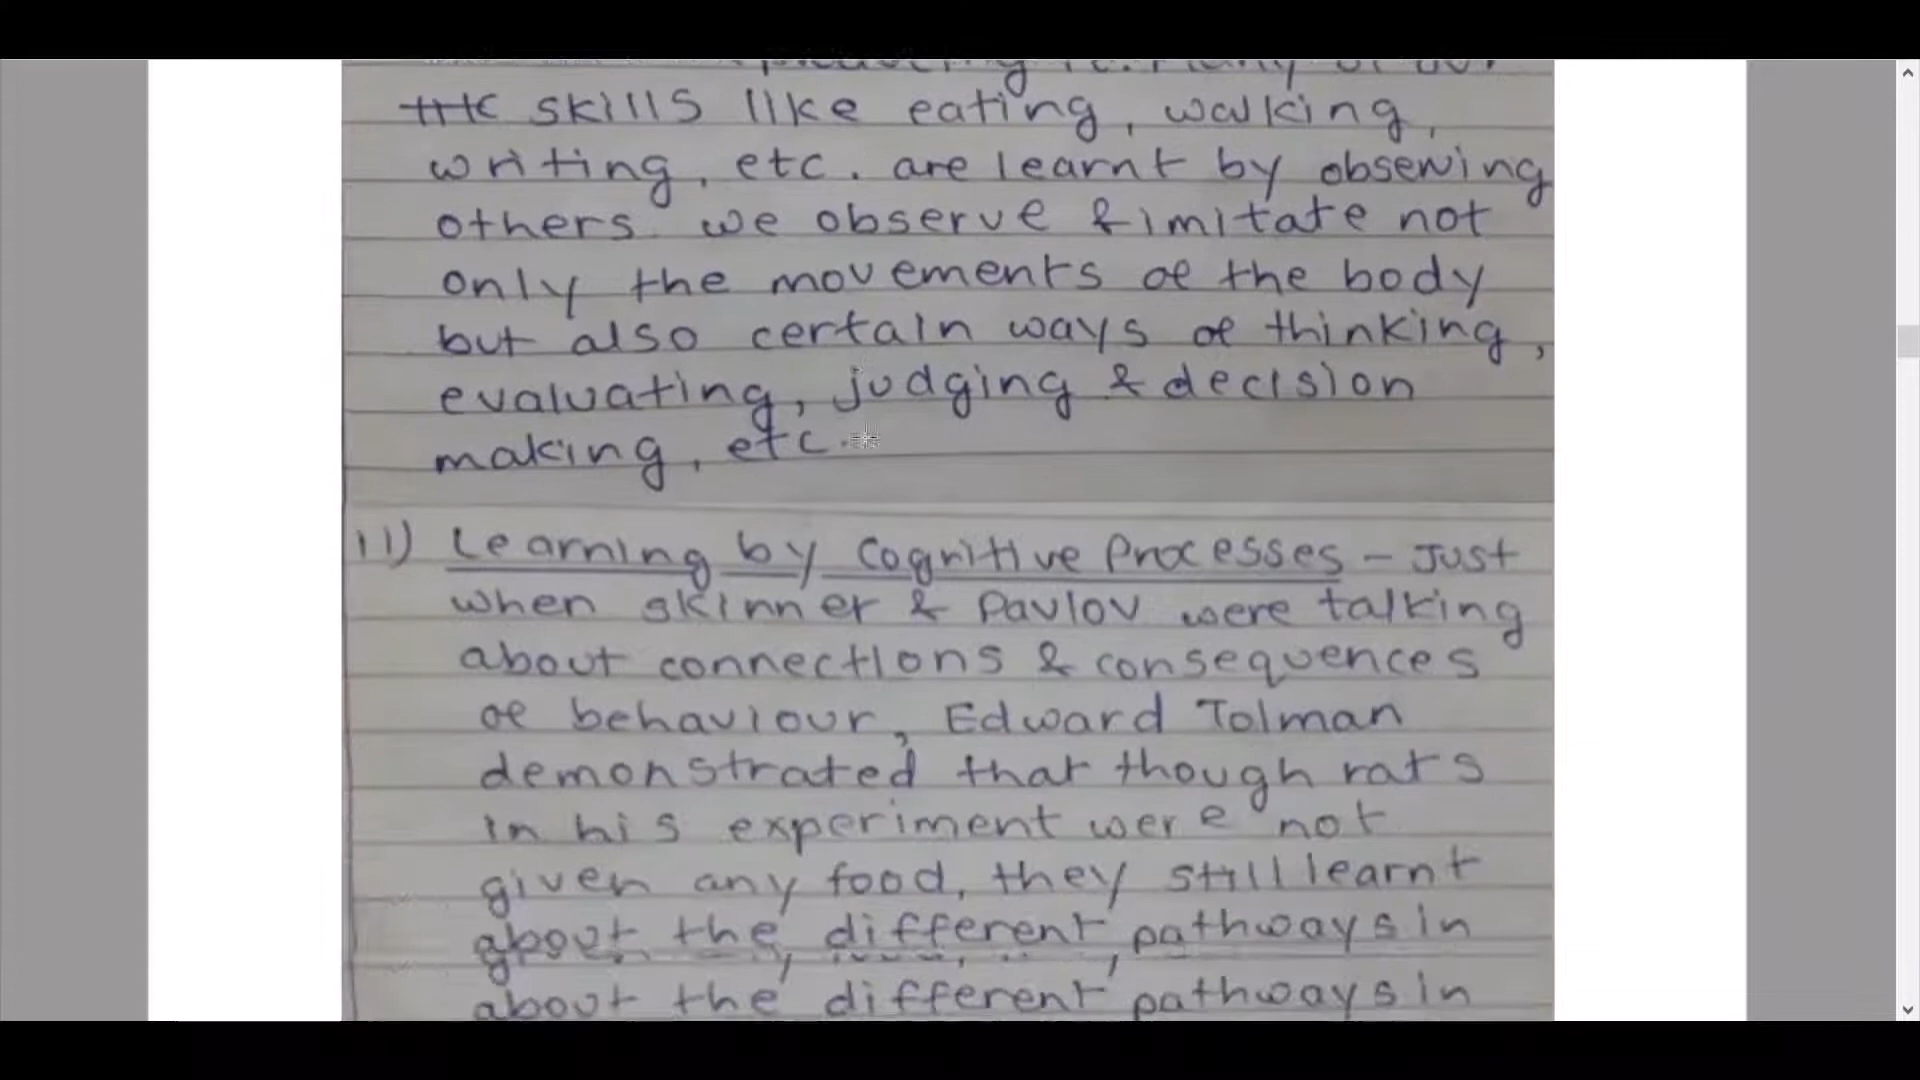 skills like eating, walking,
writing, etc. are learnt by observing
others. we observe & imitate not
only the movements of the body
but also certain ways of thinking,
evaluating, judging & decision
making, etc.
11) Learning by Cognitive Processes - Just
when skinner & Pavlov were talking
about connections & consequences
of behaviour, Edward Tolman
demonstrated that though rats
in his experiment were not
given any food, they still learnt
about the different pathways in
about the different pathways in